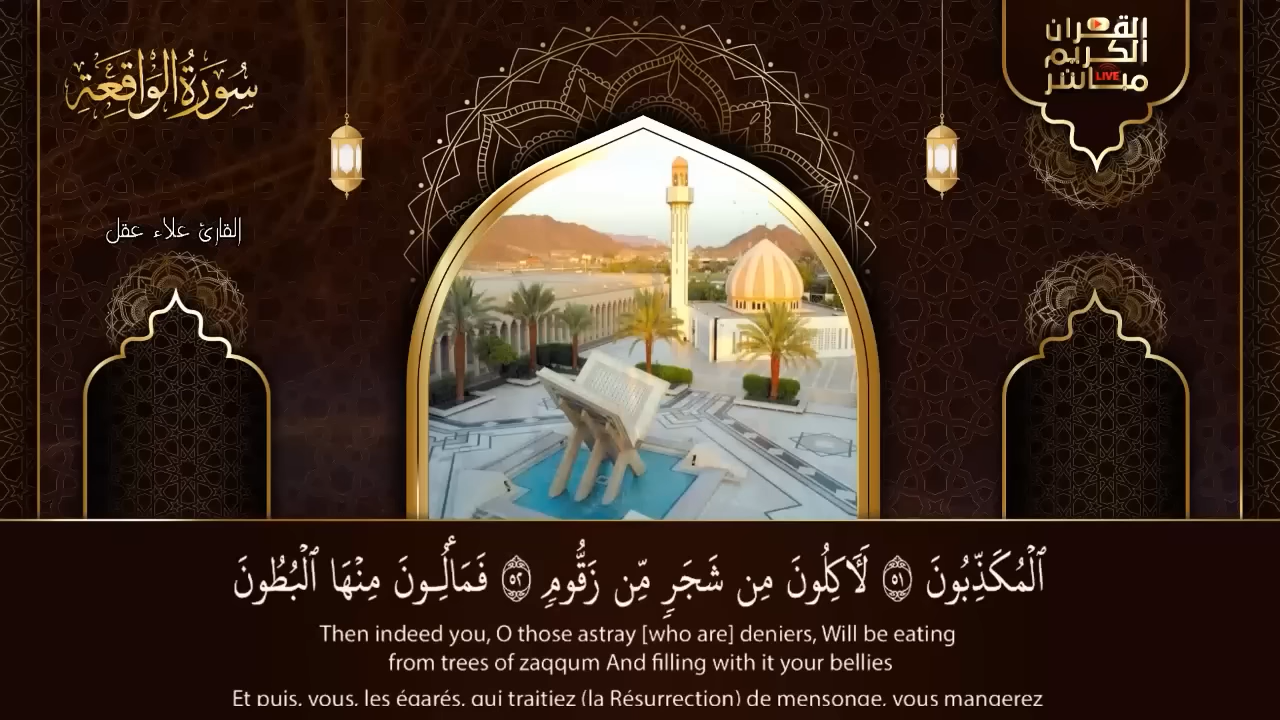 سُورَةُ الوَاقِعَة
القرآن
الكريم
مباشر
LIVE
القارئ علاء عقل
ٱلۡمُكَذِّبُونَ ٥١ لَأٓكِلُونَ مِن شَجَرٖ مِّن زَقُّومٖ ٥٢ فَمَالِـُٔونَ مِنۡهَا ٱلۡبُطُونَ
Then indeed you, O those astray [who are] deniers, Will be eating
from trees of zaqqum And filling with it your bellies
Et puis, vous, les égarés, qui traitiez (la Résurrection) de mensonge, vous mangerez